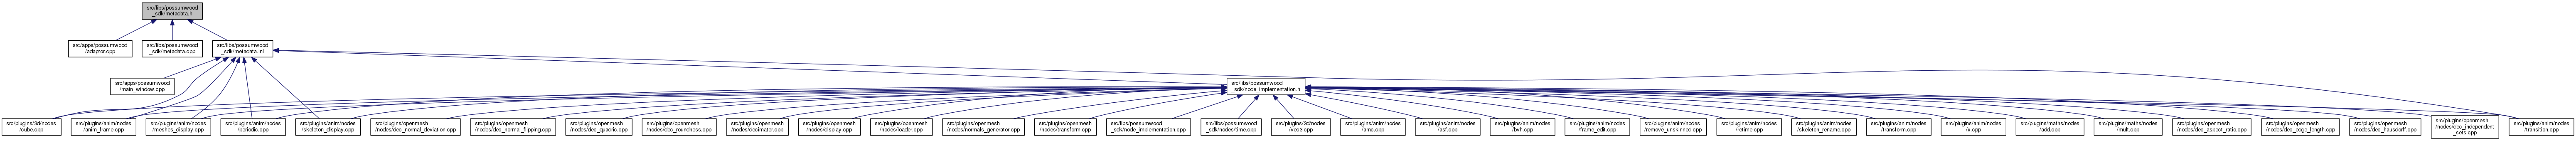 src/libs/possumwood
_sdk/metadata.h
src/apps/possumwood
/adaptor.cpp
src/libs/possumwood
_sdk/metadata.cpp
src/libs/possumwood
_sdk/metadata.inl
src/apps/possumwood
/main_window.cpp
src/libs/possumwood
_sdk/node_implementation.h
src/plugins/3d/nodes
/cube.cpp
src/plugins/anim/nodes
/anim_frame.cpp
src/plugins/anim/nodes
/meshes_display.cpp
src/plugins/anim/nodes
/periodic.cpp
src/plugins/anim/nodes
/skeleton_display.cpp
src/plugins/openmesh
/nodes/dec_normal_deviation.cpp
src/plugins/openmesh
/nodes/dec_normal_flipping.cpp
src/plugins/openmesh
/nodes/dec_quadric.cpp
src/plugins/openmesh
/nodes/dec_roundness.cpp
src/plugins/openmesh
/nodes/decimater.cpp
src/plugins/openmesh
/nodes/display.cpp
src/plugins/openmesh
/nodes/loader.cpp
src/plugins/openmesh
/nodes/normals_generator.cpp
src/plugins/openmesh
/nodes/transform.cpp
src/libs/possumwood
_sdk/node_implementation.cpp
src/libs/possumwood
_sdk/nodes/time.cpp
src/plugins/3d/nodes
/vec3.cpp
src/plugins/anim/nodes
/amc.cpp
src/plugins/anim/nodes
/asf.cpp
src/plugins/anim/nodes
/bvh.cpp
src/plugins/anim/nodes
/frame_edit.cpp
src/plugins/anim/nodes
/remove_unskinned.cpp
src/plugins/anim/nodes
/retime.cpp
src/plugins/anim/nodes
/skeleton_rename.cpp
src/plugins/anim/nodes
/transform.cpp
src/plugins/anim/nodes
/x.cpp
src/plugins/maths/nodes
/add.cpp
src/plugins/maths/nodes
/mult.cpp
src/plugins/openmesh
/nodes/dec_aspect_ratio.cpp
src/plugins/openmesh
/nodes/dec_edge_length.cpp
src/plugins/openmesh
/nodes/dec_hausdorff.cpp
src/plugins/openmesh
/nodes/dec_independent
_sets.cpp
src/plugins/anim/nodes
/transition.cpp